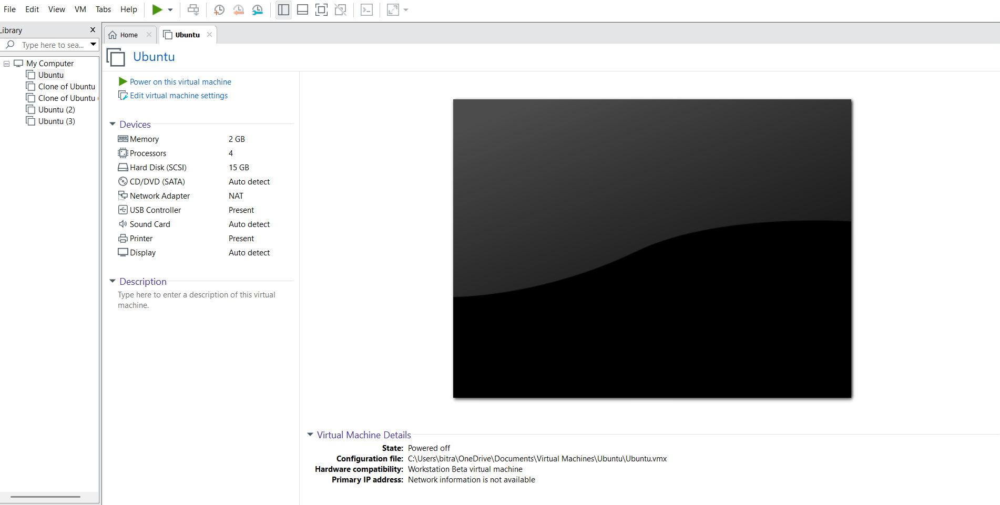 File Edit View VM Tabs Help
Library
Type here to sea...
My Computer
Ubuntu
Clone of Ubuntu
Clone of Ubuntu
Ubuntu (2)
Ubuntu (3)
Home
Ubuntu
Ubuntu
Power on this virtual machine
Edit virtual machine settings
Devices
Memory 2 GB
Processors 4
Hard Disk (SCSI) 15 GB
CD/DVD (SATA) Auto detect
Network Adapter NAT
USB Controller Present
Sound Card Auto detect
Printer Present
Display Auto detect
Description
Type here to enter a description of this virtual
machine.
Virtual Machine Details
State: Powered off
Configuration file: C:\Users\bitra\OneDrive\Documents\Virtual Machines\Ubuntu\Ubuntu.vmx
Hardware compatibility: Workstation Beta virtual machine
Primary IP address: Network information is not available